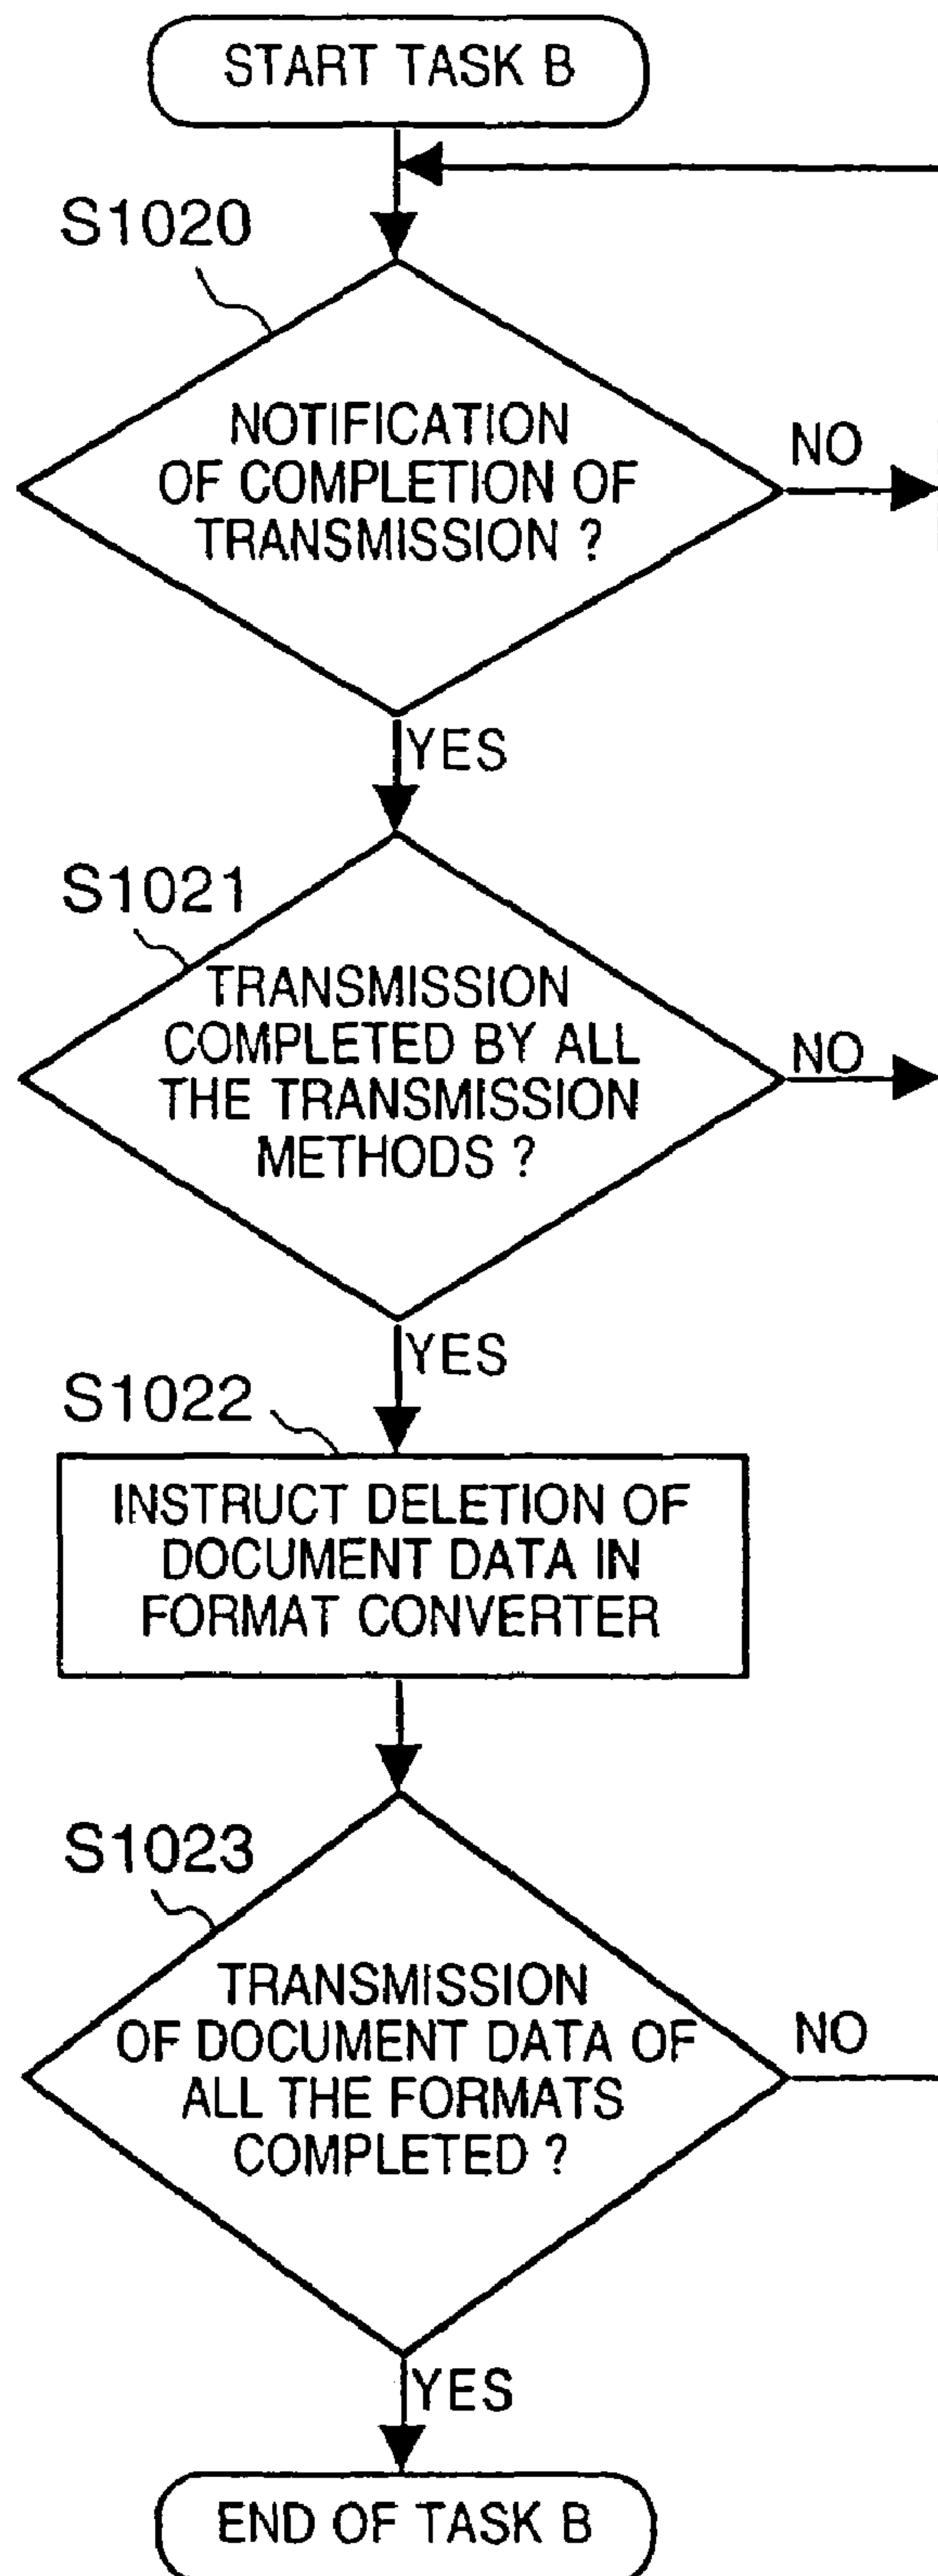 START TASK B
S1020
NOTIFICATION
OF COMPLETION OF
TRANSMISSION ?
NO
YES
S1021
TRANSMISSION
COMPLETED BY ALL
THE TRANSMISSION
METHODS ?
NO
YES
S1022
INSTRUCT DELETION OF
DOCUMENT DATA IN
FORMAT CONVERTER
S1023
TRANSMISSION
OF DOCUMENT DATA OF
ALL THE FORMATS
COMPLETED ?
NO
YES
END OF TASK B